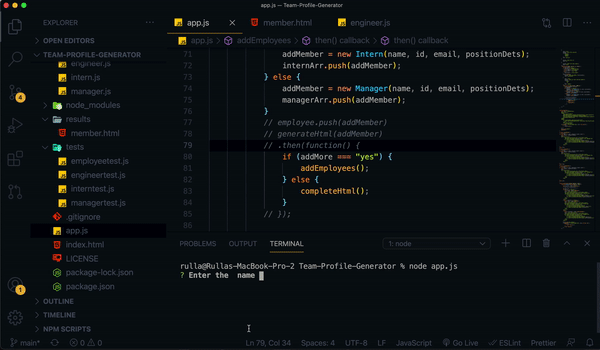 app.js — Team-Profile-Generator
EXPLORER
OPEN EDITORS
TEAM-PROFILE-GENERATOR
engineer.js
intern.js
manager.js
node_modules
results
member.html
tests
employeetest.js
engineertest.js
interntest.js
managertest.js
.gitignore
app.js
index.html
LICENSE
package-lock.json
package.json
OUTLINE
TIMELINE
NPM SCRIPTS
4
1
app.js
member.html
engineer.js
app.js > addEmployees > then() callback > then() callback
71 addMember = new Intern(name, id, email, positionDets);
72 internArr.push(addMember);
73 } else {
74 addMember = new Manager(name, id, email, positionDets);
75 managerArr.push(addMember);
76 }
77 // employee.push(addMember)
78 // generateHtml(addMember)
79 // .then(function() {
80 if (addMore === "yes") {
81 addEmployees();
82 } else {
83 completeHtml();
84 }
85 // });
PROBLEMS OUTPUT TERMINAL 1: node
rulla@Rullas-MacBook-Pro-2 Team-Profile-Generator % node app.js
? Enter the  name
main* 0 0 Ln 79, Col 34 Spaces: 4 UTF-8 LF JavaScript Go Live ESLint Prettier